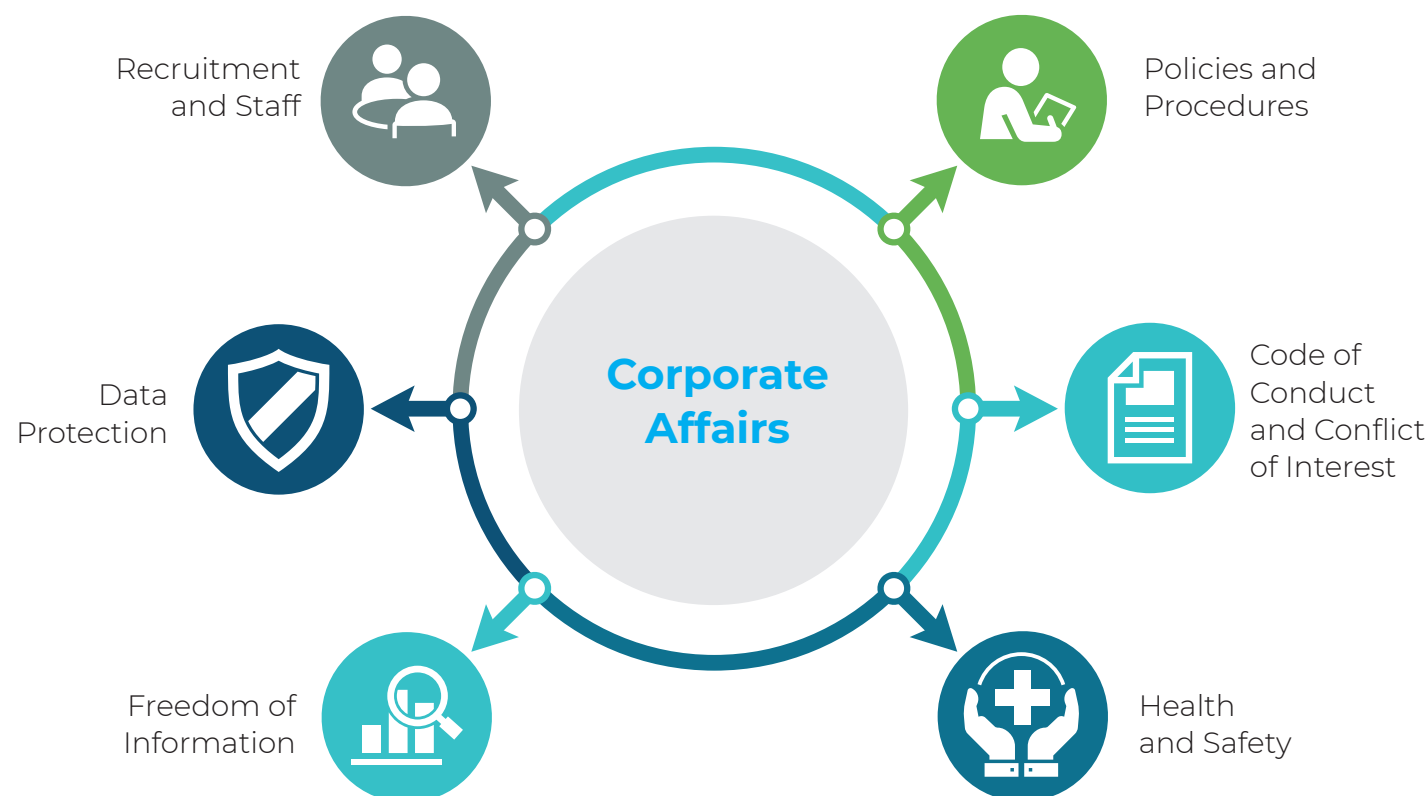 Recruitment
and Staff
Policies and
Procedures
Corporate
Affairs
Data
Protection
Code of
Conduct
and Conflict
of Interest
Freedom of
Information
Health
and Safety